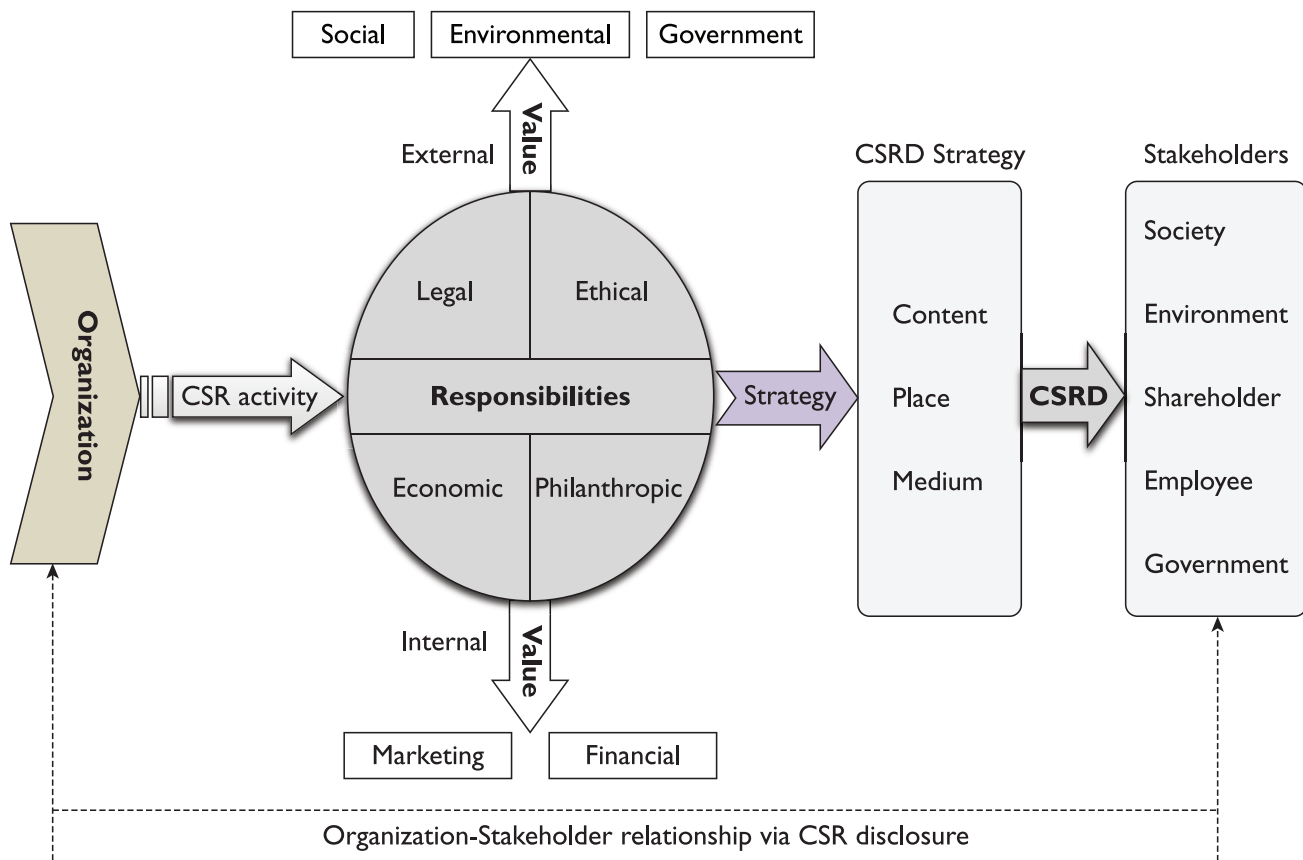 Social
Environmental
Government
Value
External
CSRD Strategy
Stakeholders
Organization
CSR activity
Legal
Ethical
Responsibilities
Economic
Philanthropic
Strategy
Content
Place
Medium
CSRD
Society
Environment
Shareholder
Employee
Government
Internal
Value
Marketing
Financial
Organization-Stakeholder relationship via CSR disclosure